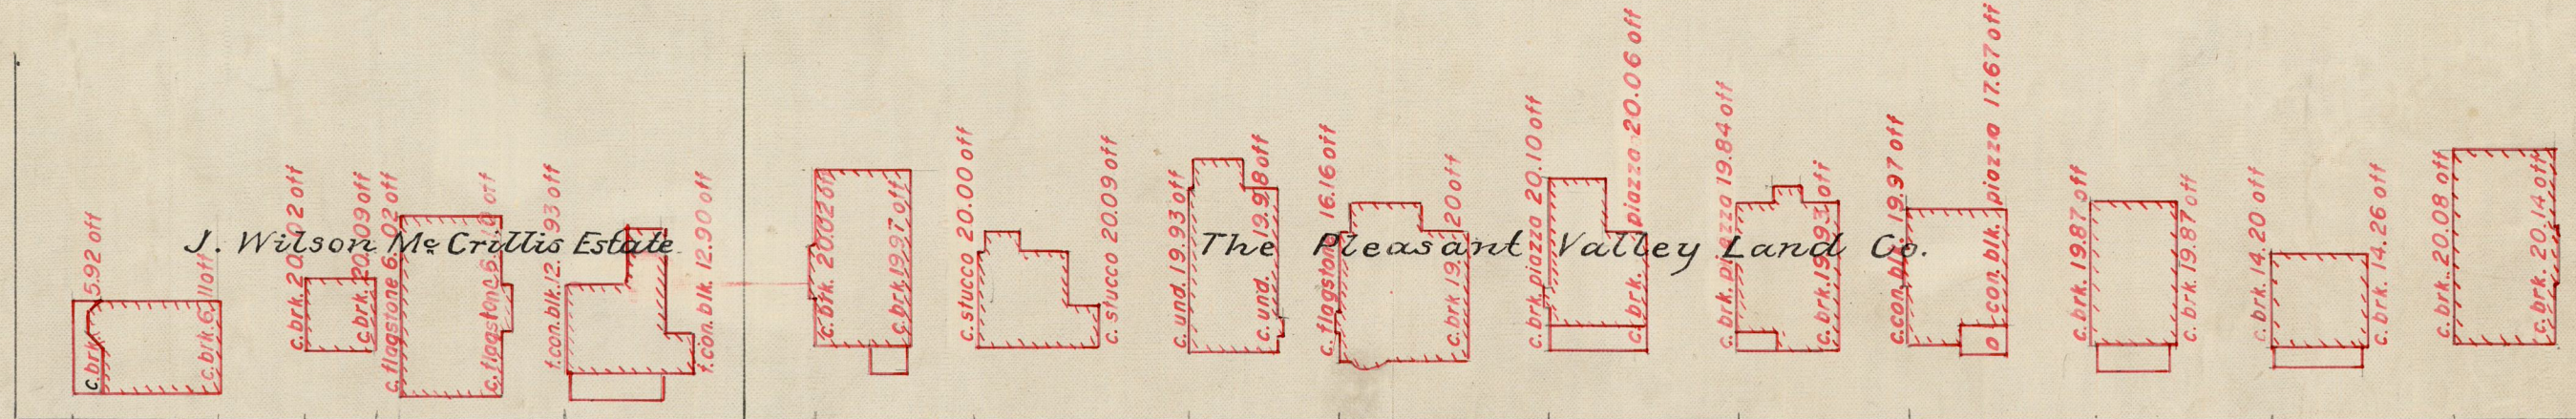 J. Wilson McCrillis Estate
The Pleasant Valley Land Co.
c. brk. 5.92 off
c. brk 6.11 off
c. brk. 20.02 off
c. brk. 20.09 off
c. flagstone 6.02 off
c. flagstone 6.10 off
f. con. blk. 12.93 off
f. con. blk. 12.90 off
c. brk. 20.02 off
c. brk. 19.97 off
c. stucco 20.00 off
c. stucco 20.09 off
c. und. 19.93 off
c. und. 19.98 off
c. flagstone 16.16 off
c. brk 19.20 off
c. brk. piazza 20.10 off
c. brk. piazza 20.06 off
c. brk. piazza 19.84 off
c. brk. 19.93 off
c. con. blk. 19.97 off
o con. blk. piazza 17.67 off
c. brk. 19.87 off
c. brk. 19.87 off
c. brk. 14.20 off
c. brk. 14.26 off
c. brk. 20.08 off
c. brk. 20.14 off